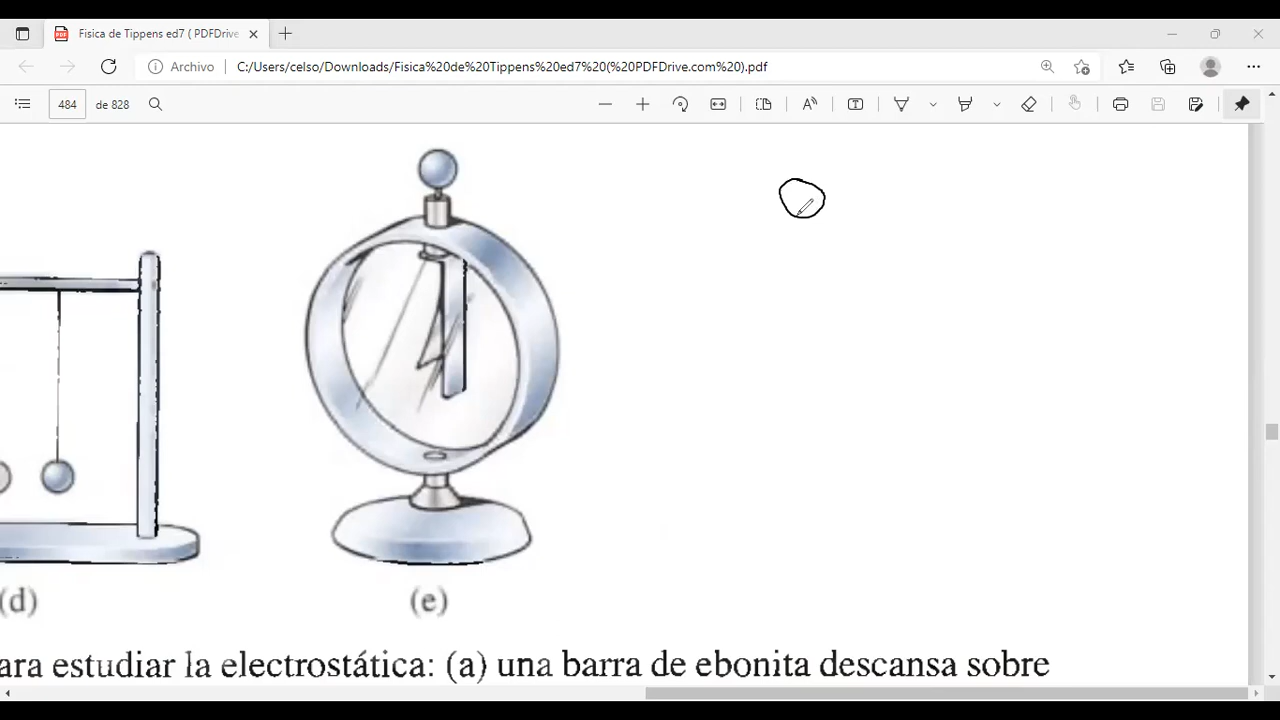 Fisica de Tippens ed7 ( PDFDrive
Archivo C:/Users/celso/Downloads/Fisica%20de%20Tippens%20ed7%20(%20PDFDrive.com%20).pdf
484 de 828
(d) (e)
ara estudiar la electrostática: (a) una barra de ebonita descansa sobre